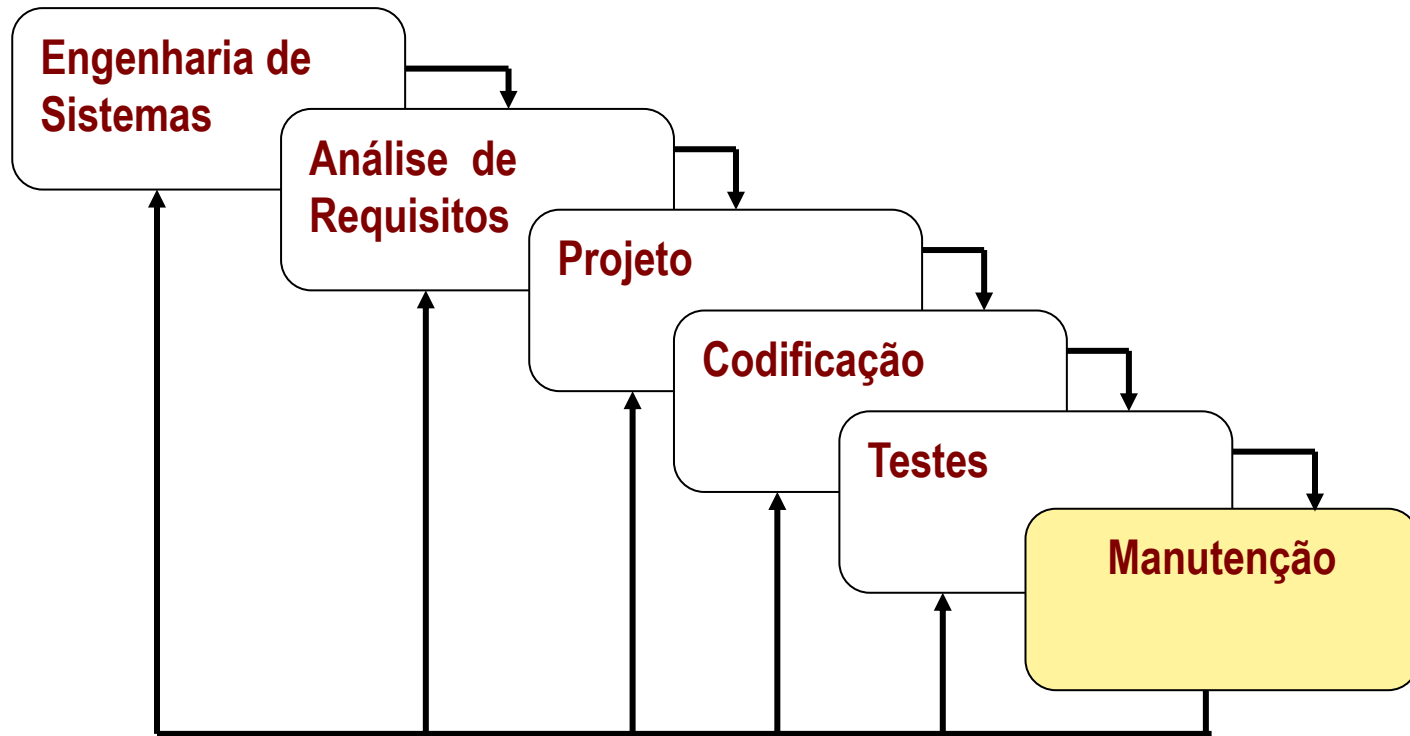 Engenharia de
Sistemas
Análise de
Requisitos
Projeto
Codificação
Testes
Manutenção